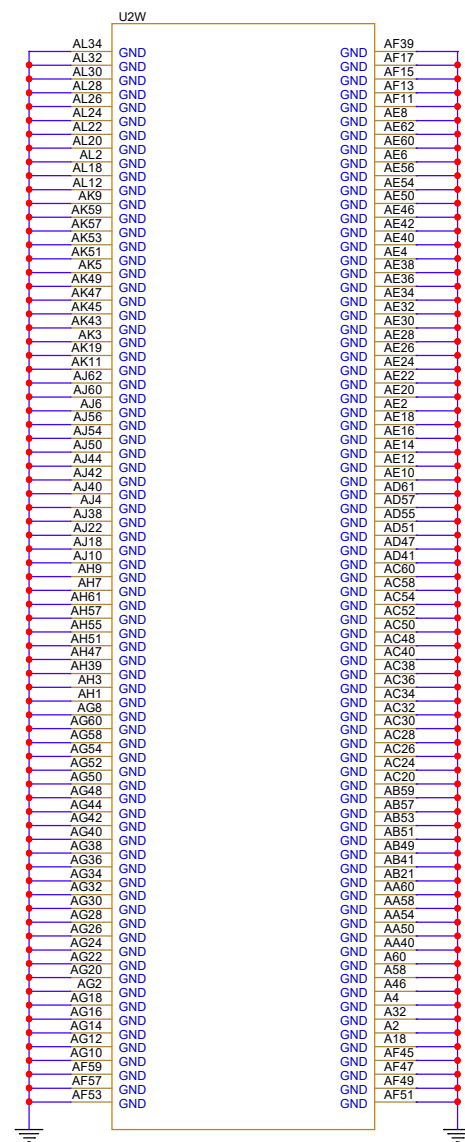 U2W
AL34 GND GND AF39
AL32 GND GND AF17
AL30 GND GND AF15
AL28 GND GND AF13
AL26 GND GND AF11
AL24 GND GND AE8
AL22 GND GND AE62
AL20 GND GND AE60
AL2 GND GND AE6
AL18 GND GND AE56
AL12 GND GND AE54
AK9 GND GND AE50
AK59 GND GND AE46
AK57 GND GND AE42
AK53 GND GND AE40
AK51 GND GND AE4
AK5 GND GND AE38
AK49 GND GND AE36
AK47 GND GND AE34
AK45 GND GND AE32
AK43 GND GND AE30
AK3 GND GND AE28
AK19 GND GND AE26
AK11 GND GND AE24
AJ62 GND GND AE22
AJ60 GND GND AE20
AJ6 GND GND AE2
AJ56 GND GND AE18
AJ54 GND GND AE16
AJ50 GND GND AE14
AJ44 GND GND AE12
AJ42 GND GND AE10
AJ40 GND GND AD61
AJ4 GND GND AD57
AJ38 GND GND AD55
AJ22 GND GND AD51
AJ18 GND GND AD47
AJ10 GND GND AD41
AH9 GND GND AC60
AH7 GND GND AC58
AH61 GND GND AC54
AH57 GND GND AC52
AH55 GND GND AC50
AH51 GND GND AC48
AH47 GND GND AC40
AH39 GND GND AC38
AH3 GND GND AC36
AH1 GND GND AC34
AG8 GND GND AC32
AG60 GND GND AC30
AG58 GND GND AC28
AG54 GND GND AC26
AG52 GND GND AC24
AG50 GND GND AC20
AG48 GND GND AB59
AG44 GND GND AB57
AG42 GND GND AB53
AG40 GND GND AB51
AG38 GND GND AB49
AG36 GND GND AB41
AG34 GND GND AB21
AG32 GND GND AA60
AG30 GND GND AA58
AG28 GND GND AA54
AG26 GND GND AA50
AG24 GND GND AA40
AG22 GND GND A60
AG20 GND GND A58
AG2 GND GND A46
AG18 GND GND A4
AG16 GND GND A32
AG14 GND GND A2
AG12 GND GND A18
AG10 GND GND AF45
AF59 GND GND AF47
AF57 GND GND AF49
AF53 GND GND AF51